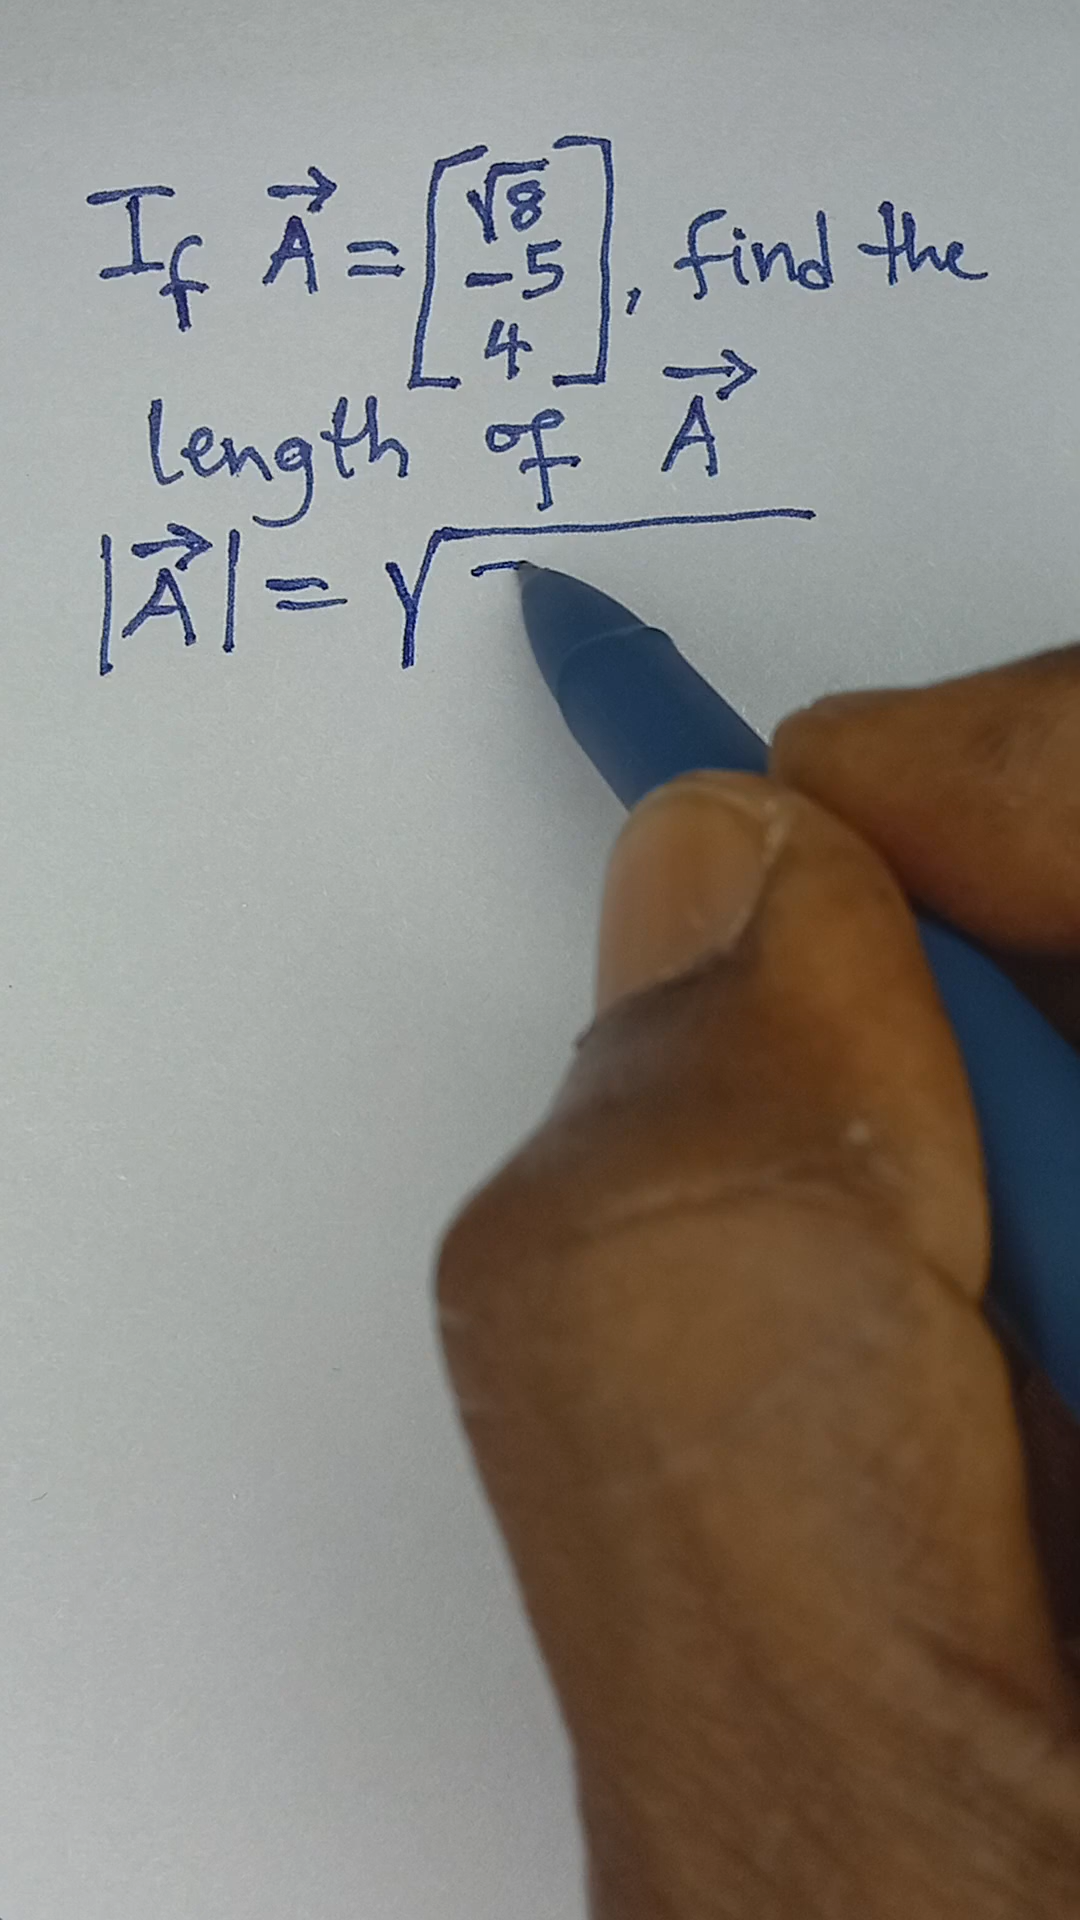 If A⃗ = [√8 -5 4], find the
length of A⃗
|A⃗| = √